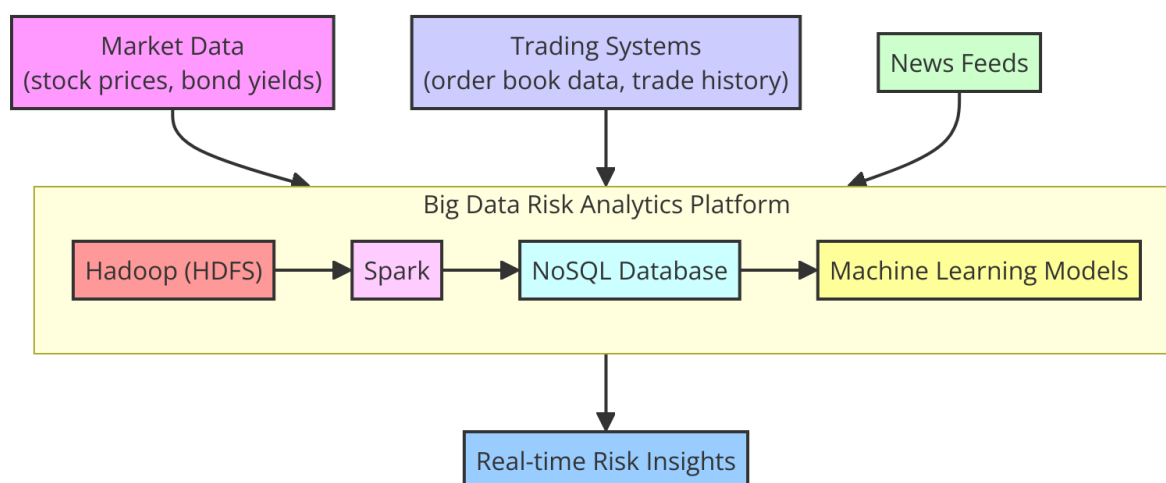 Market Data
(stock prices, bond yields)
Trading Systems
(order book data, trade history)
News Feeds
Big Data Risk Analytics Platform
Hadoop (HDFS)
Spark
NoSQL Database
Machine Learning Models
Real-time Risk Insights